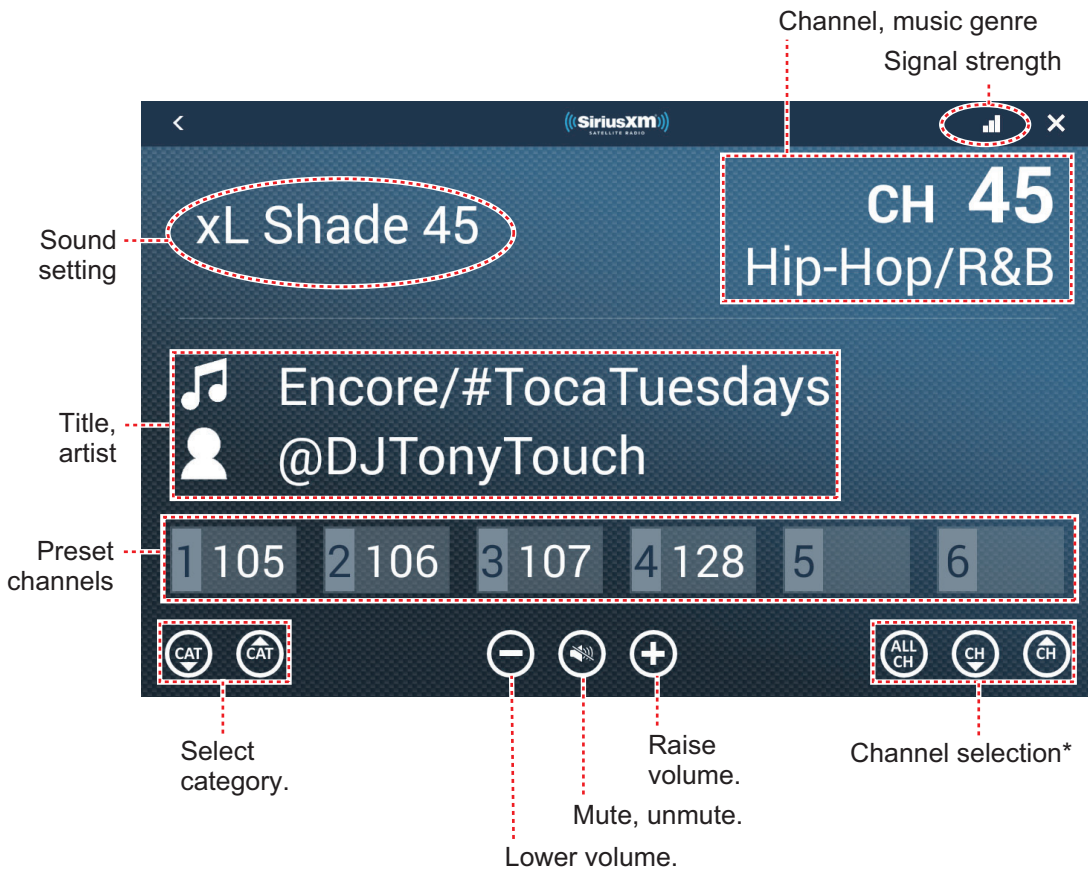 Channel, music genre
Signal strength
SiriusXM
SATELLITE RADIO
xL Shade 45
CH 45
Hip-Hop/R&B
Sound
setting
Encore/#TocaTuesdays
@DJTonyTouch
Title,
artist
Preset
channels
1 105 2 106 3 107 4 128 5 6
CAT CAT ALL CH CH CH
Select
category.
Raise
volume.
Channel selection*
Mute, unmute.
Lower volume.